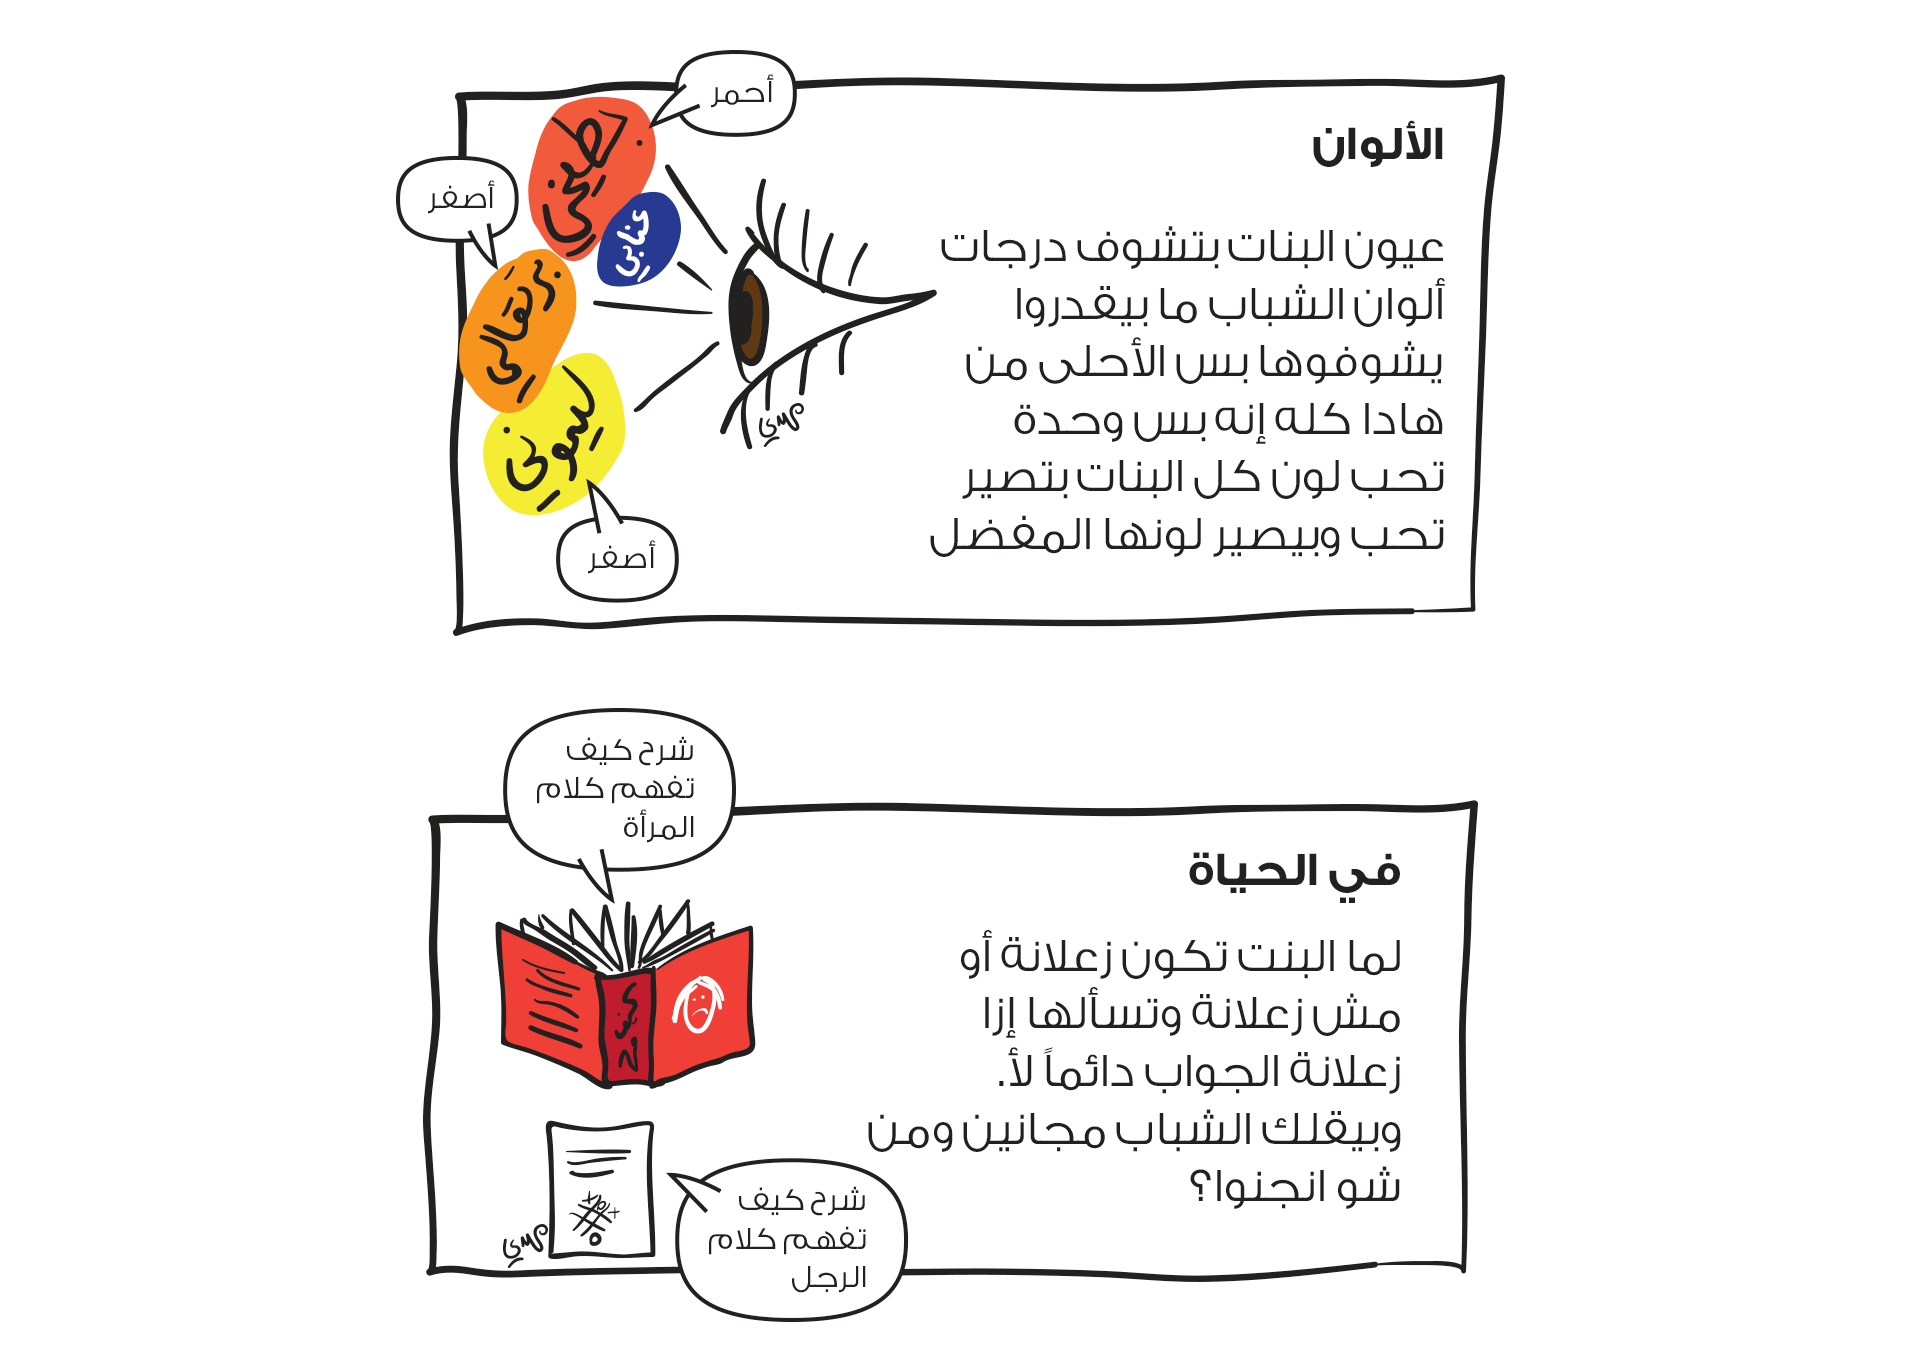 الألوان
عيون البنات بتشوف درجات
ألوان الشباب ما بيقدروا
يشوفوها بس الأحلى من
هادا كله إنه بس وحدة
تحب لون كل البنات بتصير
تحب وبيصير لونها المفضل
أحمر
بطيخي
عنابي
أصفر
برتقالي
ليموني
أصفر
في الحياة
لما البنت تكون زعلانة أو
مش زعلانة وتسألها إزا
زعلانة الجواب دائماً لأ.
وبيقلك الشباب مجانين ومن
شو انجنوا؟
شرح كيف
تفهم كلام
المرأة
شرح كيف
تفهم كلام
الرجل